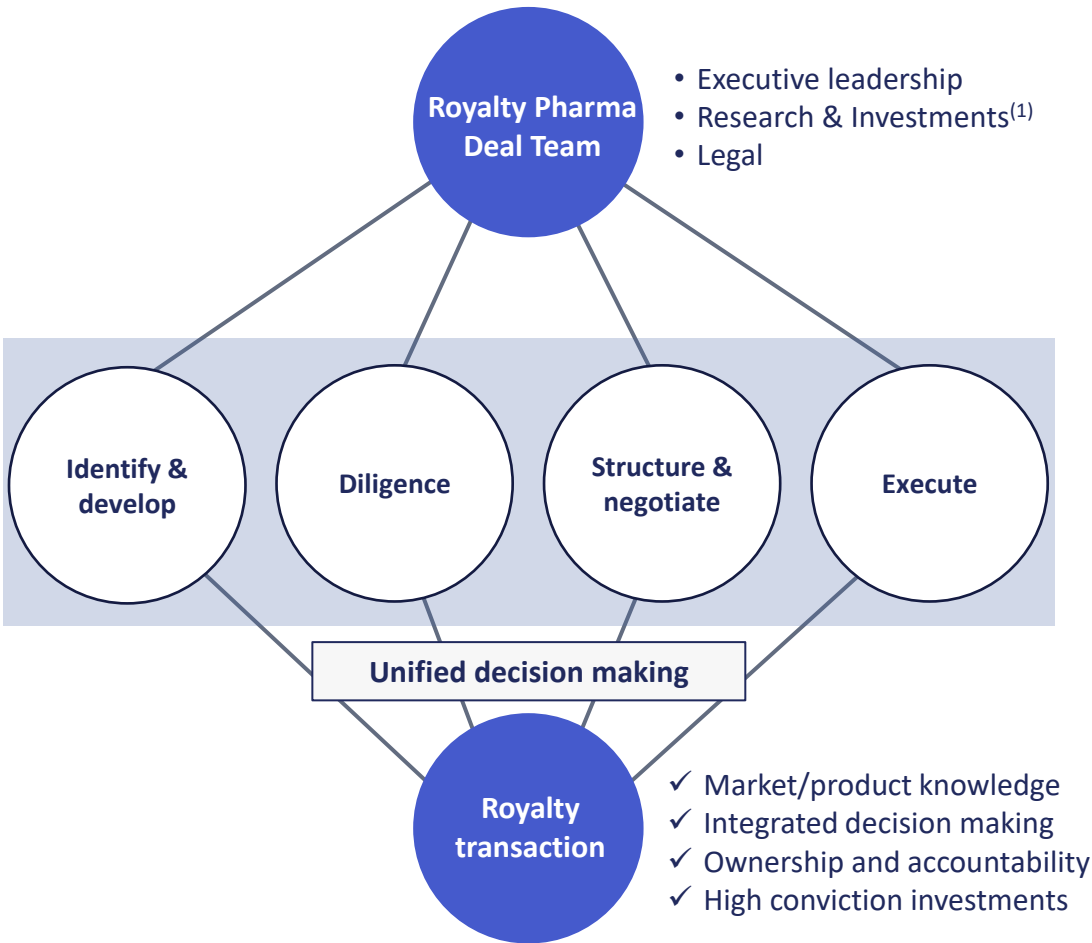 Royalty Pharma
Deal Team
• Executive leadership
• Research & Investments(1)
• Legal
Identify &
develop
Diligence
Structure &
negotiate
Execute
Unified decision making
Royalty
transaction
✓ Market/product knowledge
✓ Integrated decision making
✓ Ownership and accountability
✓ High conviction investments